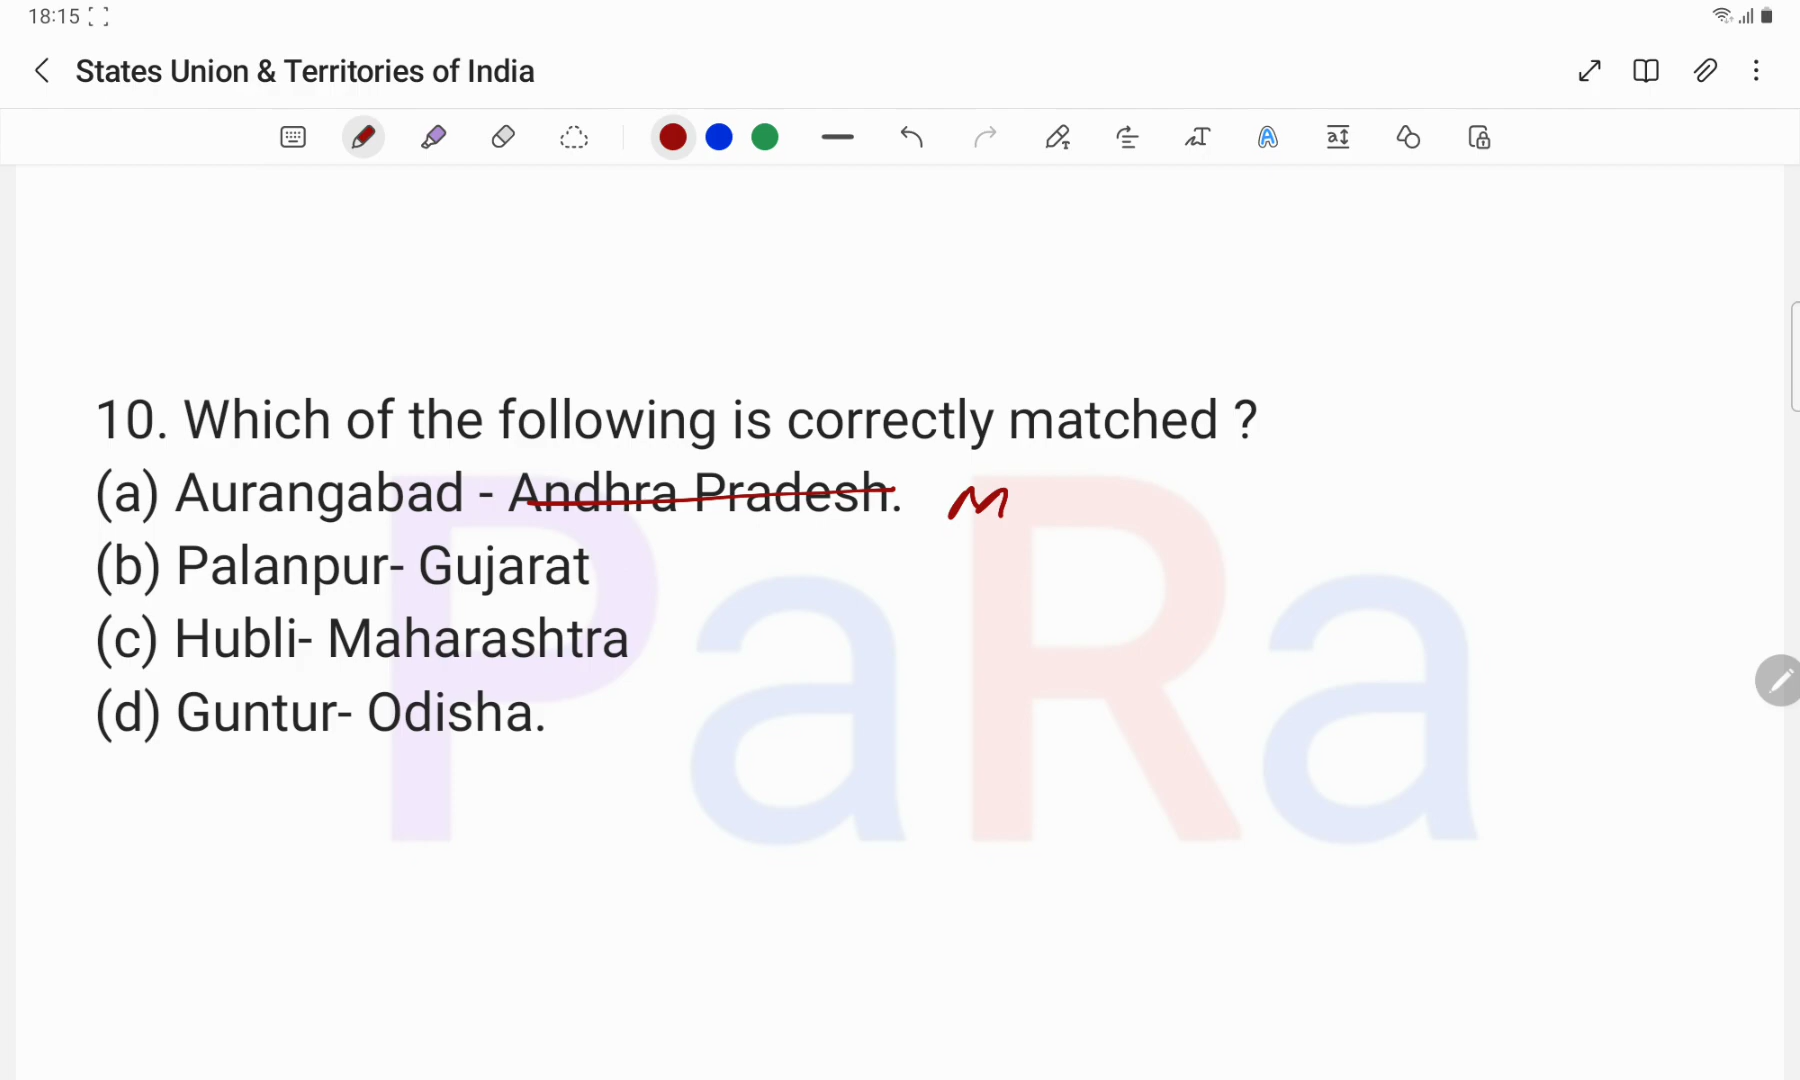 18:15
States Union & Territories of India
10. Which of the following is correctly matched ?
(a) Aurangabad - Andhra Pradesh. M
(b) Palanpur- Gujarat
(c) Hubli- Maharashtra
(d) Guntur- Odisha.
PaRa